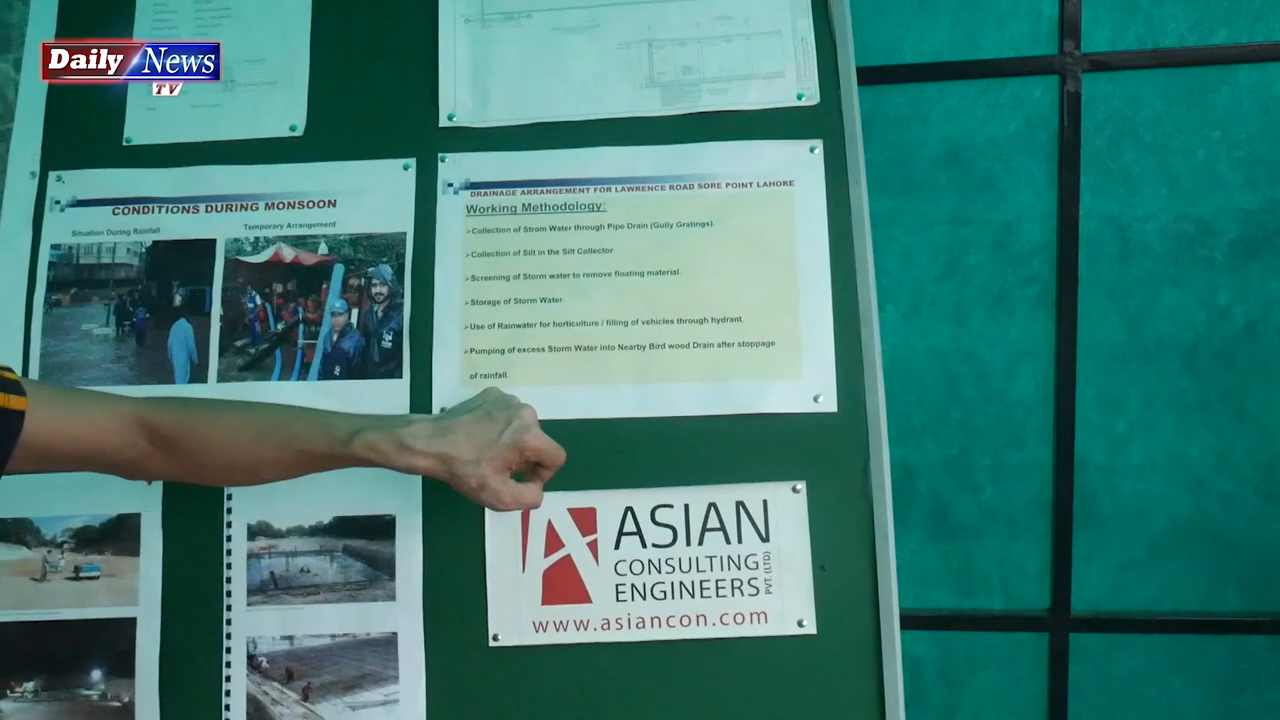 Daily News
TV
CONDITIONS DURING MONSOON
Situation During Rainfall
Temporary Arrangement
DRAINAGE ARRANGEMENT FOR LAWRENCE ROAD SORE POINT LAHORE
Working Methodology:
➢Collection of Strom Water through Pipe Drain (Gully Gratings).
➢Collection of Silt in the Silt Collector
➢Screening of Storm water to remove floating material.
➢Storage of Storm Water.
➢Use of Rainwater for horticulture / filling of vehicles through hydrant.
➢Pumping of excess Storm Water into Nearby Bird wood Drain after stoppage
of rainfall.
ASIAN
CONSULTING
ENGINEERS PVT. (LTD)
www.asiancon.com